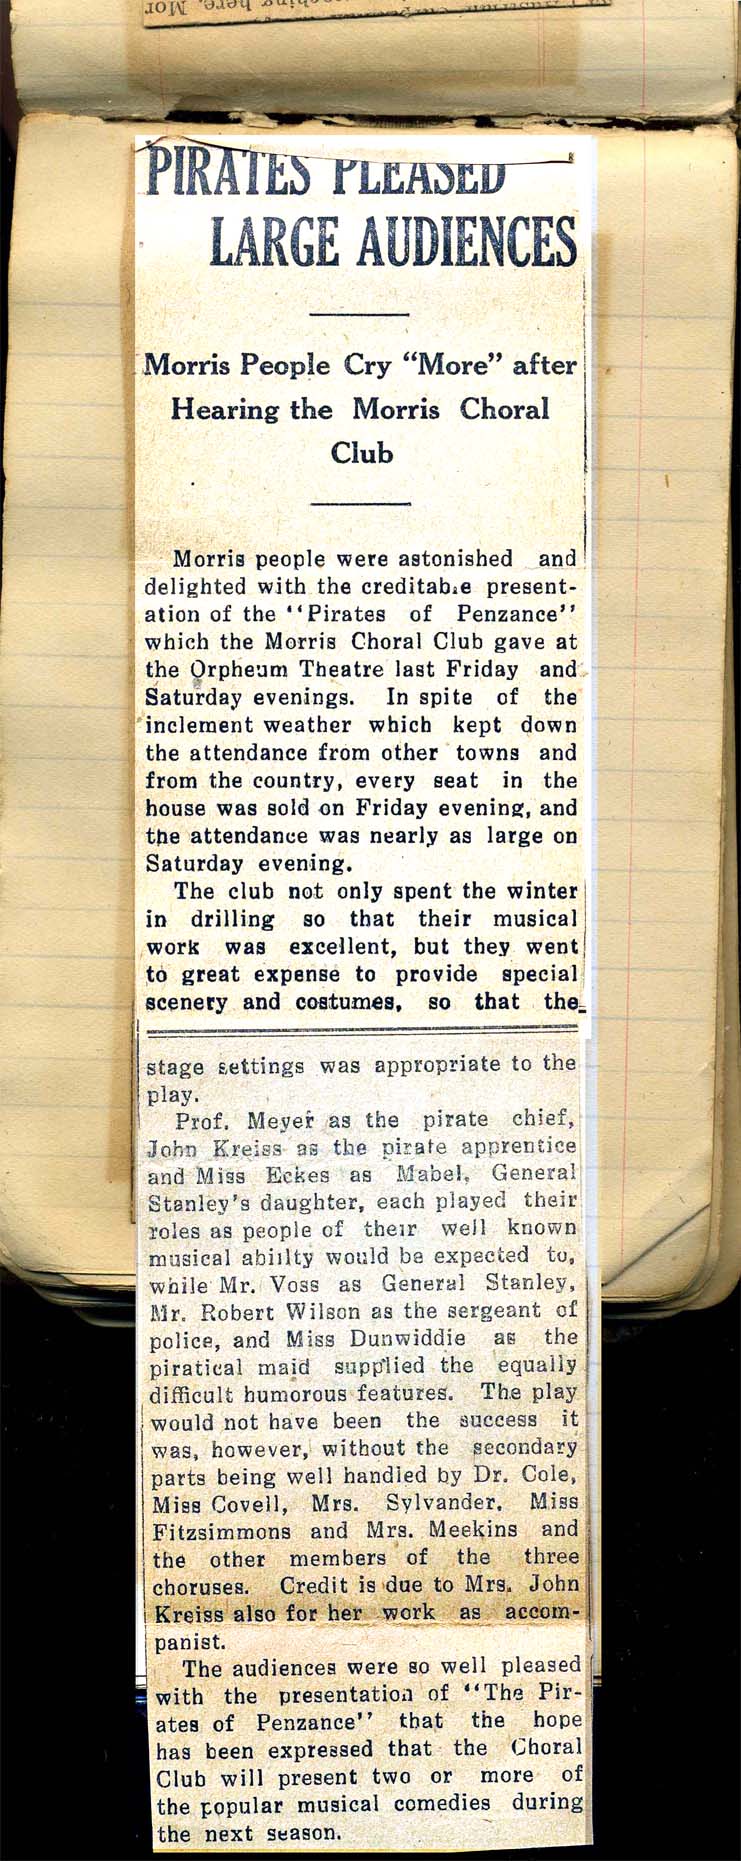 PIRATES PLEASED
LARGE AUDIENCES
Morris People Cry “More” after
Hearing the Morris Choral
Club
Morris people were astonished and
delighted with the creditable present-
ation of the “Pirates of Penzance”
which the Morris Choral Club gave at
the Orpheum Theatre last Friday and
Saturday evenings. In spite of the
inclement weather which kept down
the attendance from other towns and
from the country, every seat in the
house was sold on Friday evening, and
the attendance was nearly as large on
Saturday evening.
The club not only spent the winter
in drilling so that their musical
work was excellent, but they went
to great expense to provide special
scenery and costumes, so that the
stage settings was appropriate to the
play.
Prof. Meyer as the pirate chief,
John Kreiss as the pirate apprentice
and Miss Eckes as Mabel, General
Stanley's daughter, each played their
roles as people of their well known
musical abiilty would be expected to,
while Mr. Voss as General Stanley,
Mr. Robert Wilson as the sergeant of
police, and Miss Dunwiddie as the
piratical maid supplied the equally
difficult humorous features. The play
would not have been the success it
was, however, without the secondary
parts being well handled by Dr. Cole,
Miss Covell, Mrs. Sylvander, Miss
Fitzsimmons and Mrs. Meekins and
the other members of the three
choruses. Credit is due to Mrs. John
Kreiss also for her work as accom-
panist.
The audiences were so well pleased
with the presentation of “The Pir-
ates of Penzance” that the hope
has been expressed that the Choral
Club will present two or more of
the popular musical comedies during
the next season.